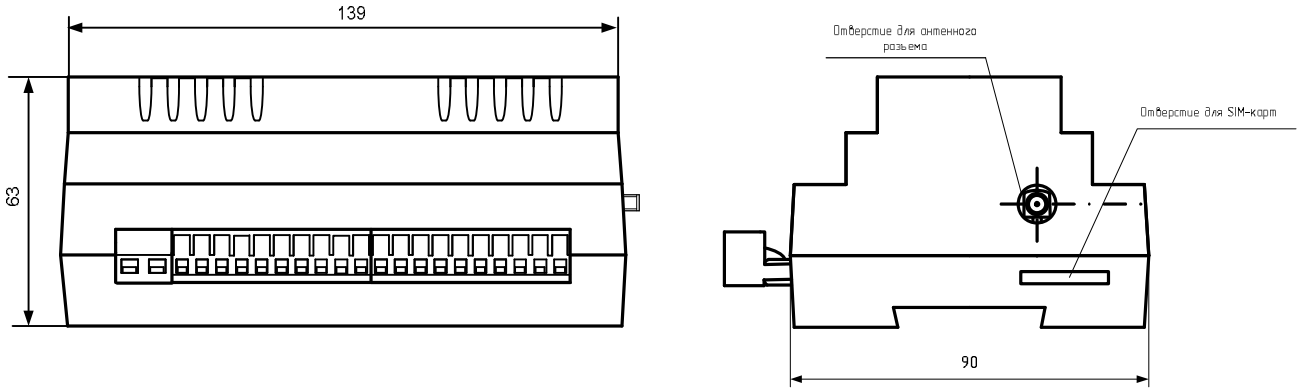 139
63
Отверстие для антенного
разъема
Отверстие для SIM-карт
90